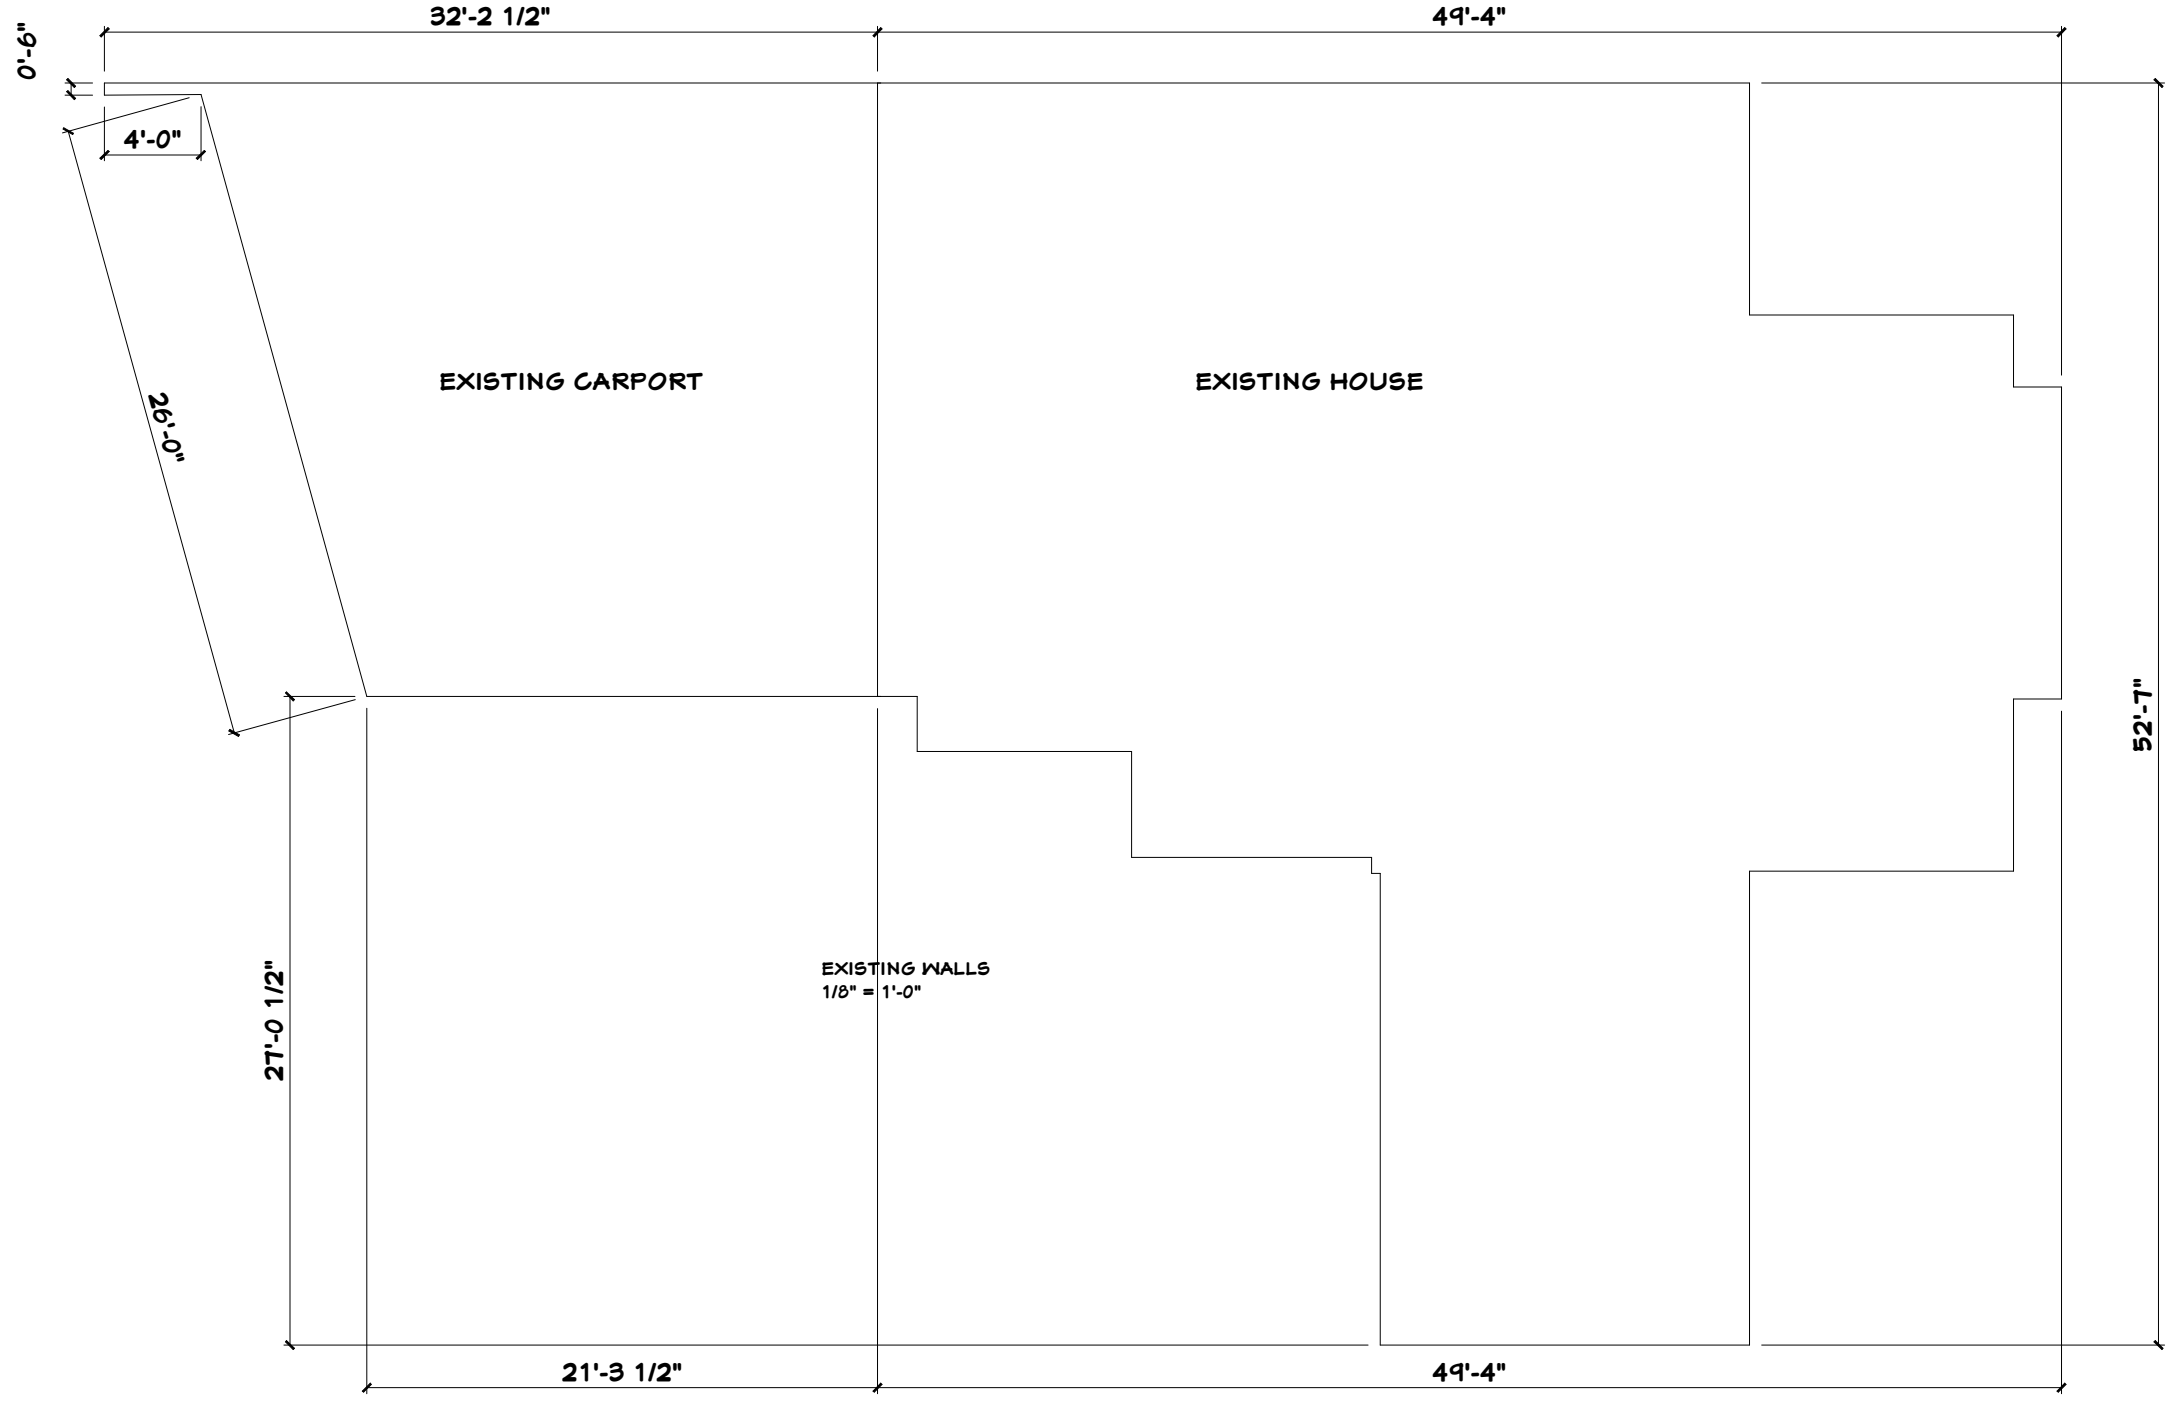 32'-2 1/2"
49'-4"
0'-6"
4'-0"
EXISTING CARPORT
EXISTING HOUSE
26'-0"
52'-7"
EXISTING WALLS
1/8" = 1'-0"
27'-0 1/2"
21'-3 1/2"
49'-4"